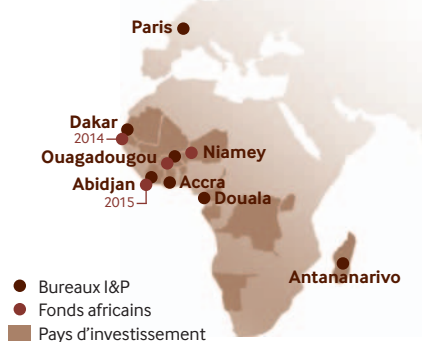 Paris
Dakar
2014
Ouagadougou
Niamey
Abidjan
Accra
2015
Douala
Antananarivo
Bureaux I&P
Fonds africains
Pays d'investissement